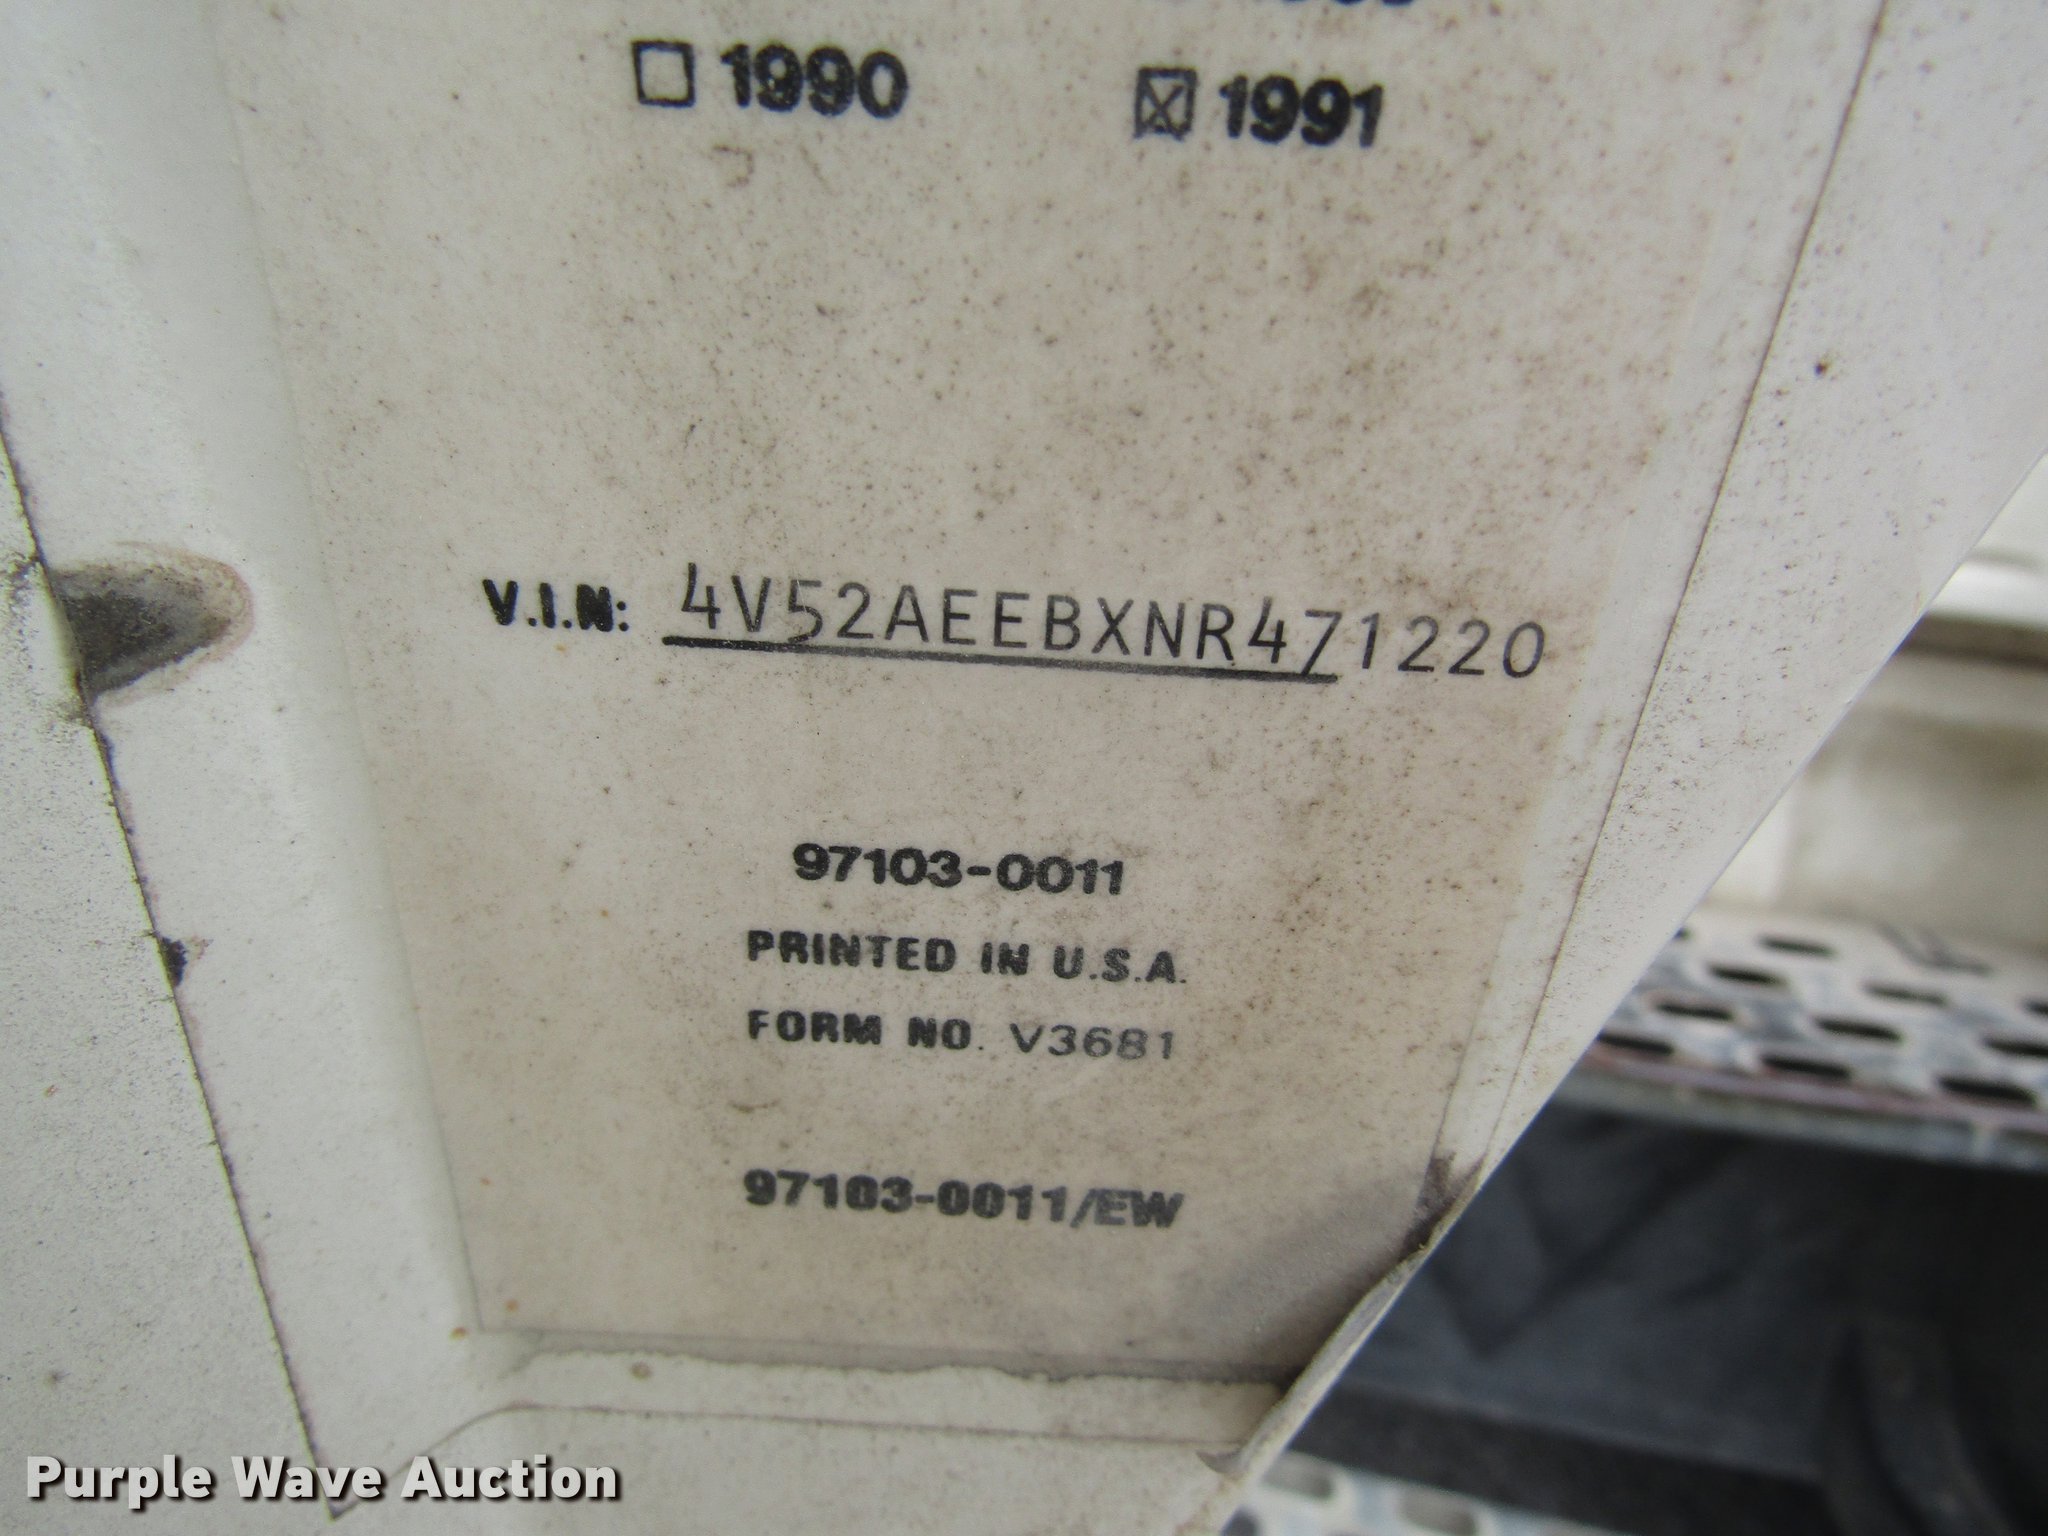 1990 1991
V.I.N: 4V52AEEBXNR471220
97103-0011
PRINTED IN U.S.A.
FORM NO. V3681
97103-0011/EW
Purple Wave Auction